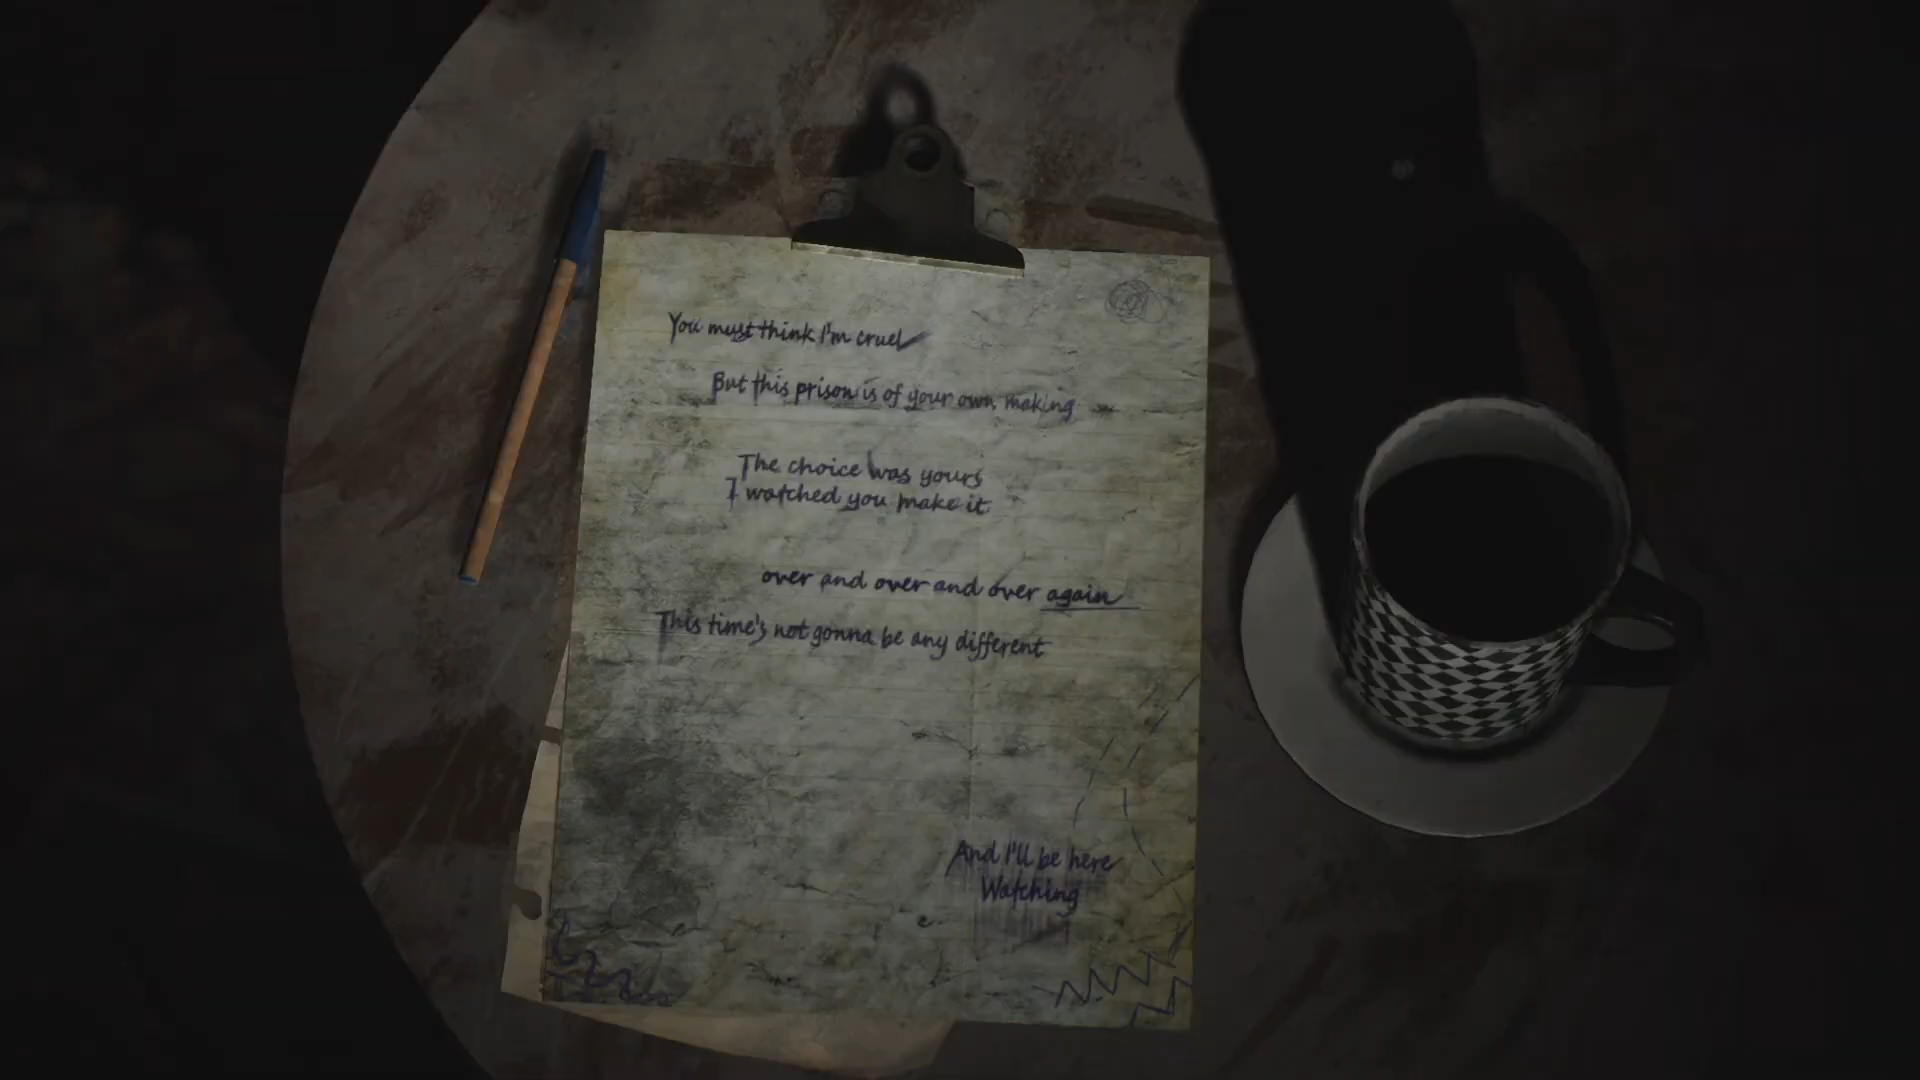 You must think I'm cruel
But this prison is of your own making
The choice was yours
I watched you make it
over and over and over again
This time's not gonna be any different
And I'll be here
Watching